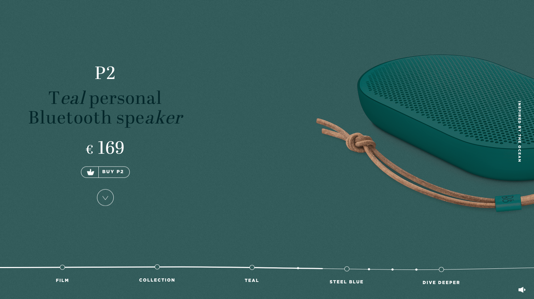 P2
Teal personal
Bluetooth speaker
€ 169
BUY P2
INSPIRED BY THE OCEAN
FILM
COLLECTION
TEAL
STEEL BLUE
DIVE DEEPER